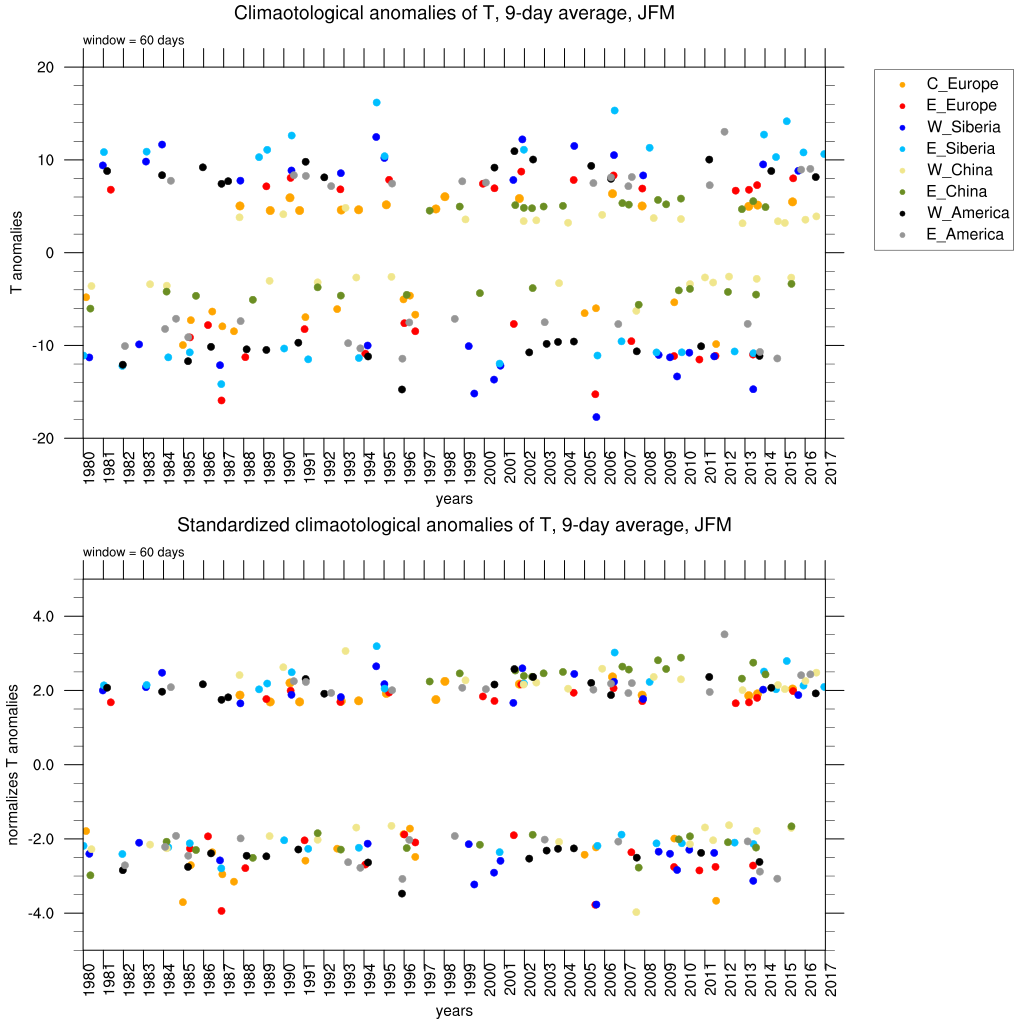 Climaotological anomalies of T, 9-day average, JFM
window = 60 days
20
10
0
-10
-20
T anomalies
1980 1981 1982 1983 1984 1985 1986 1987 1988 1989 1990 1991 1992 1993 1994 1995 1996 1997 1998 1999 2000 2001 2002 2003 2004 2005 2006 2007 2008 2009 2010 2011 2012 2013 2014 2015 2016 2017
years
C_Europe
E_Europe
W_Siberia
E_Siberia
W_China
E_China
W_America
E_America
Standardized climaotological anomalies of T, 9-day average, JFM
window = 60 days
4.0
2.0
0.0
-2.0
-4.0
normalizes T anomalies
1980 1981 1982 1983 1984 1985 1986 1987 1988 1989 1990 1991 1992 1993 1994 1995 1996 1997 1998 1999 2000 2001 2002 2003 2004 2005 2006 2007 2008 2009 2010 2011 2012 2013 2014 2015 2016 2017
years